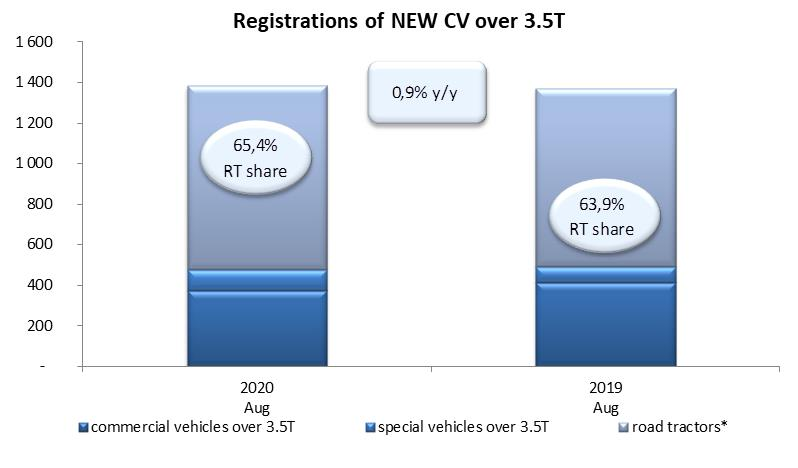 Registrations of NEW CV over 3.5T
1 600
1 400
1 200
1 000
800
600
400
200
-
0,9% y/y
65,4%
RT share
63,9%
RT share
2020
Aug
2019
Aug
commercial vehicles over 3.5T
special vehicles over 3.5T
road tractors*